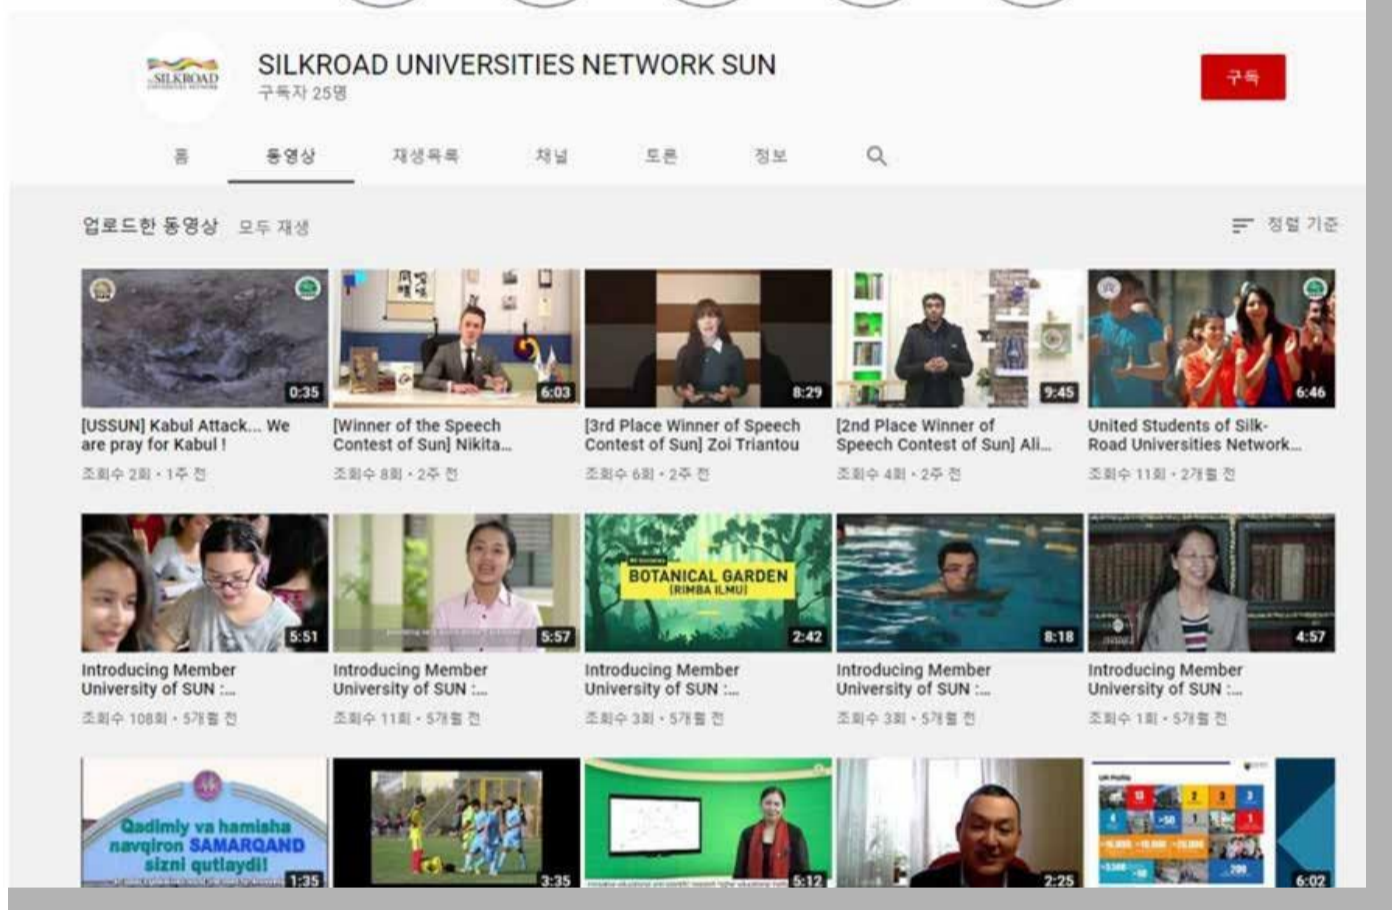 SILKROAD
SILKROAD UNIVERSITIES NETWORK SUN
구독자 25명
구독
홈
동영상
재생목록
채널
토론
정보
업로드한 동영상
모두 재생
정렬 기준
0:35
6:03
8:29
9:45
6:46
[USSUN] Kabul Attack... We
are pray for Kabul !
조회수 2회 • 1주 전
[Winner of the Speech
Contest of Sun] Nikita...
조회수 8회 • 2주 전
[3rd Place Winner of Speech
Contest of Sun] Zoi Triantou
조회수 6회 • 2주 전
[2nd Place Winner of
Speech Contest of Sun] Ali...
조회수 4회 • 2주 전
United Students of Silk-
Road Universities Network...
조회수 11회 • 2개월 전
5:51
5:57
BOTANICAL GARDEN
[RIMBA ILMU]
2:42
8:18
4:57
Introducing Member
University of SUN :...
조회수 108회 • 5개월 전
Introducing Member
University of SUN :...
조회수 11회 • 5개월 전
Introducing Member
University of SUN :...
조회수 3회 • 5개월 전
Introducing Member
University of SUN :...
조회수 3회 • 5개월 전
Introducing Member
University of SUN :...
조회수 1회 • 5개월 전
Qadimiy va hamisha
navqiron SAMARQAND
sizni qutlaydi!
1:35
3:35
5:12
2:25
UM Profile
13
2
3
3
4
>50
1
1
200
6:02